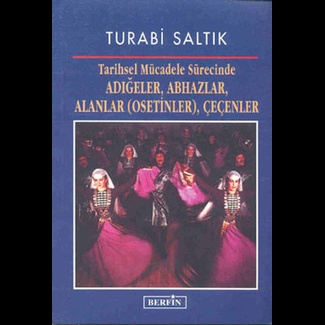 TURABİ SALTIK
Tarihsel Mücadele Sürecinde
ADIĞELER, ABHAZLAR,
ALANLAR (OSETİNLER), ÇEÇENLER
BERFİN